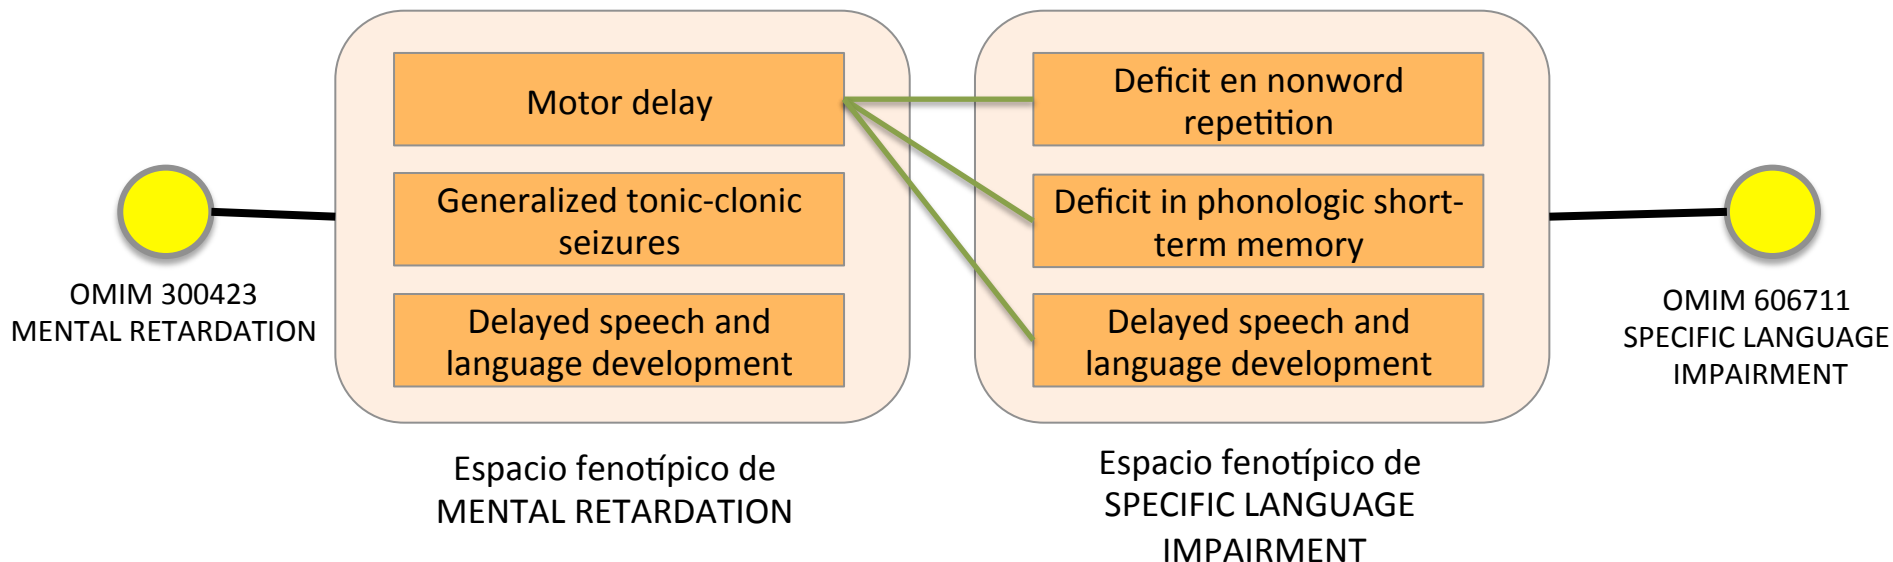 Motor delay
Generalized tonic-clonic
seizures
Delayed speech and
language development
Deficit en nonword
repetition
Deficit in phonologic short-
term memory
Delayed speech and
language development
OMIM 300423
MENTAL RETARDATION
OMIM 606711
SPECIFIC LANGUAGE
IMPAIRMENT
Espacio fenotípico de
MENTAL RETARDATION
Espacio fenotípico de
SPECIFIC LANGUAGE
IMPAIRMENT